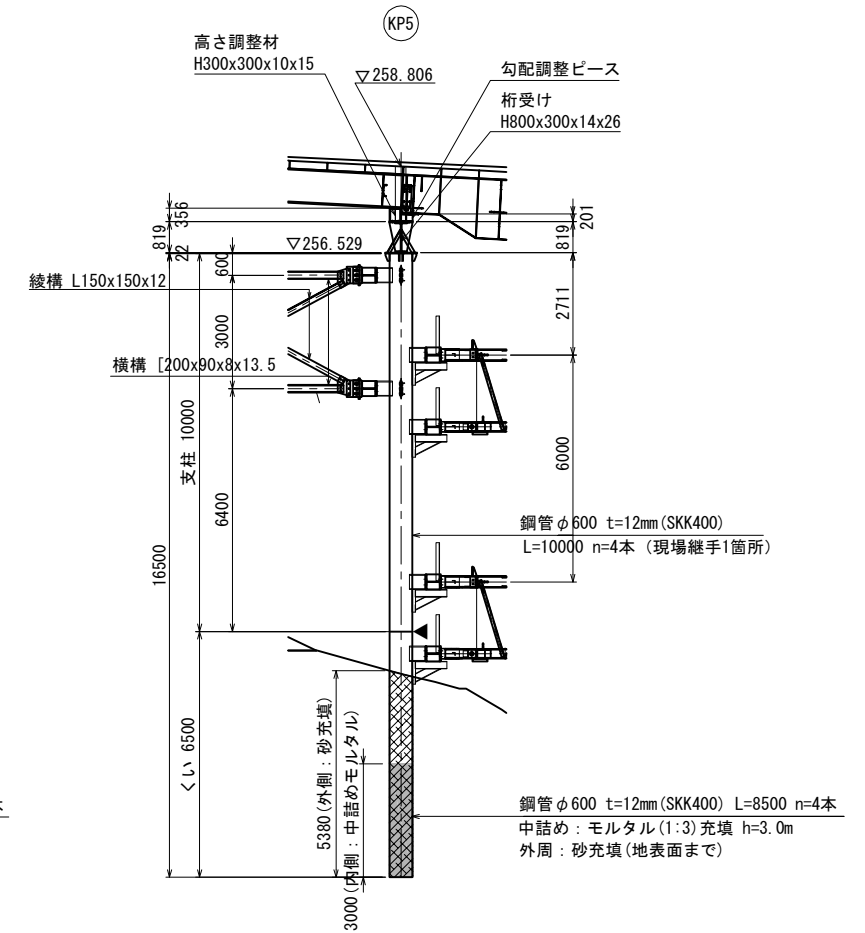 KP5
高さ調整材
H300x300x10x15
▽258.806
勾配調整ピース
桁受け
H800x300x14x26
356
819
22
201
819
▽256.529
600
2711
綾構 L150x150x12
3000
横構 [200x90x8x13.5
支柱 10000
6400
6000
16500
鋼管φ600 t=12mm(SKK400)
L=10000 n=4本 (現場継手1箇所)
くい 6500
5380(外側：砂充填)
3000(内側：中詰めモルタル)
鋼管φ600 t=12mm(SKK400) L=8500 n=4本
中詰め：モルタル(1:3)充填 h=3.0m
外周：砂充填(地表面まで)